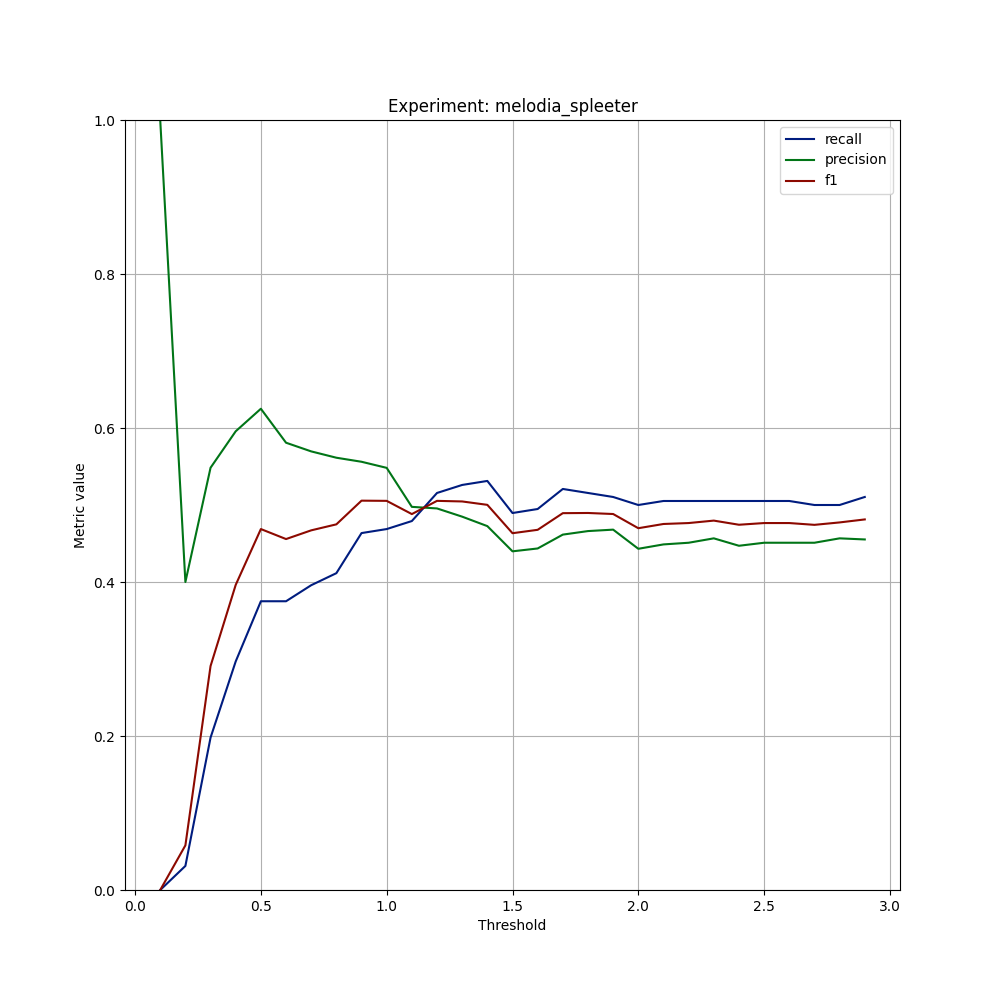 Experiment: melodia_spleeter
recall
precision
f1
Metric value
1.0
0.8
0.6
0.4
0.2
0.0
0.0 0.5 1.0 1.5 2.0 2.5 3.0
Threshold